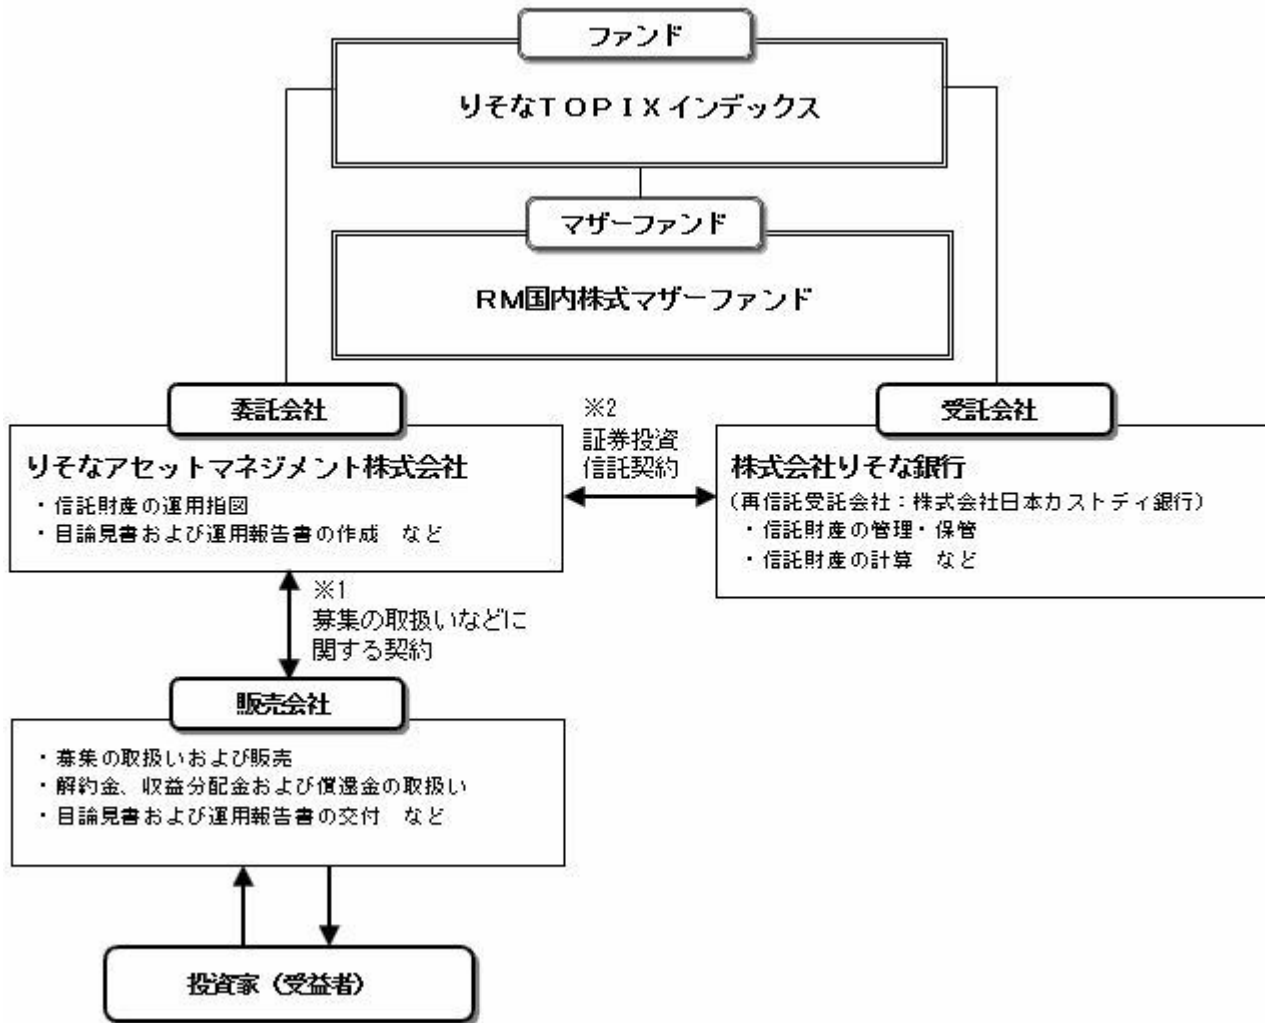 ファンド
りそなTOPIXインデックス
マザーファンド
RM国内株式マザーファンド
委託会社
りそなアセットマネジメント株式会社
・信託財産の運用指図
・目論見書および運用報告書の作成　など
※2
証券投資
信託契約
受託会社
株式会社りそな銀行
(再信託受託会社：株式会社日本カストディ銀行)
・信託財産の管理・保管
・信託財産の計算　など
※1
募集の取扱いなどに
関する契約
販売会社
・募集の取扱いおよび販売
・解約金、収益分配金および償還金の取扱い
・目論見書および運用報告書の交付　など
投資家（受益者）